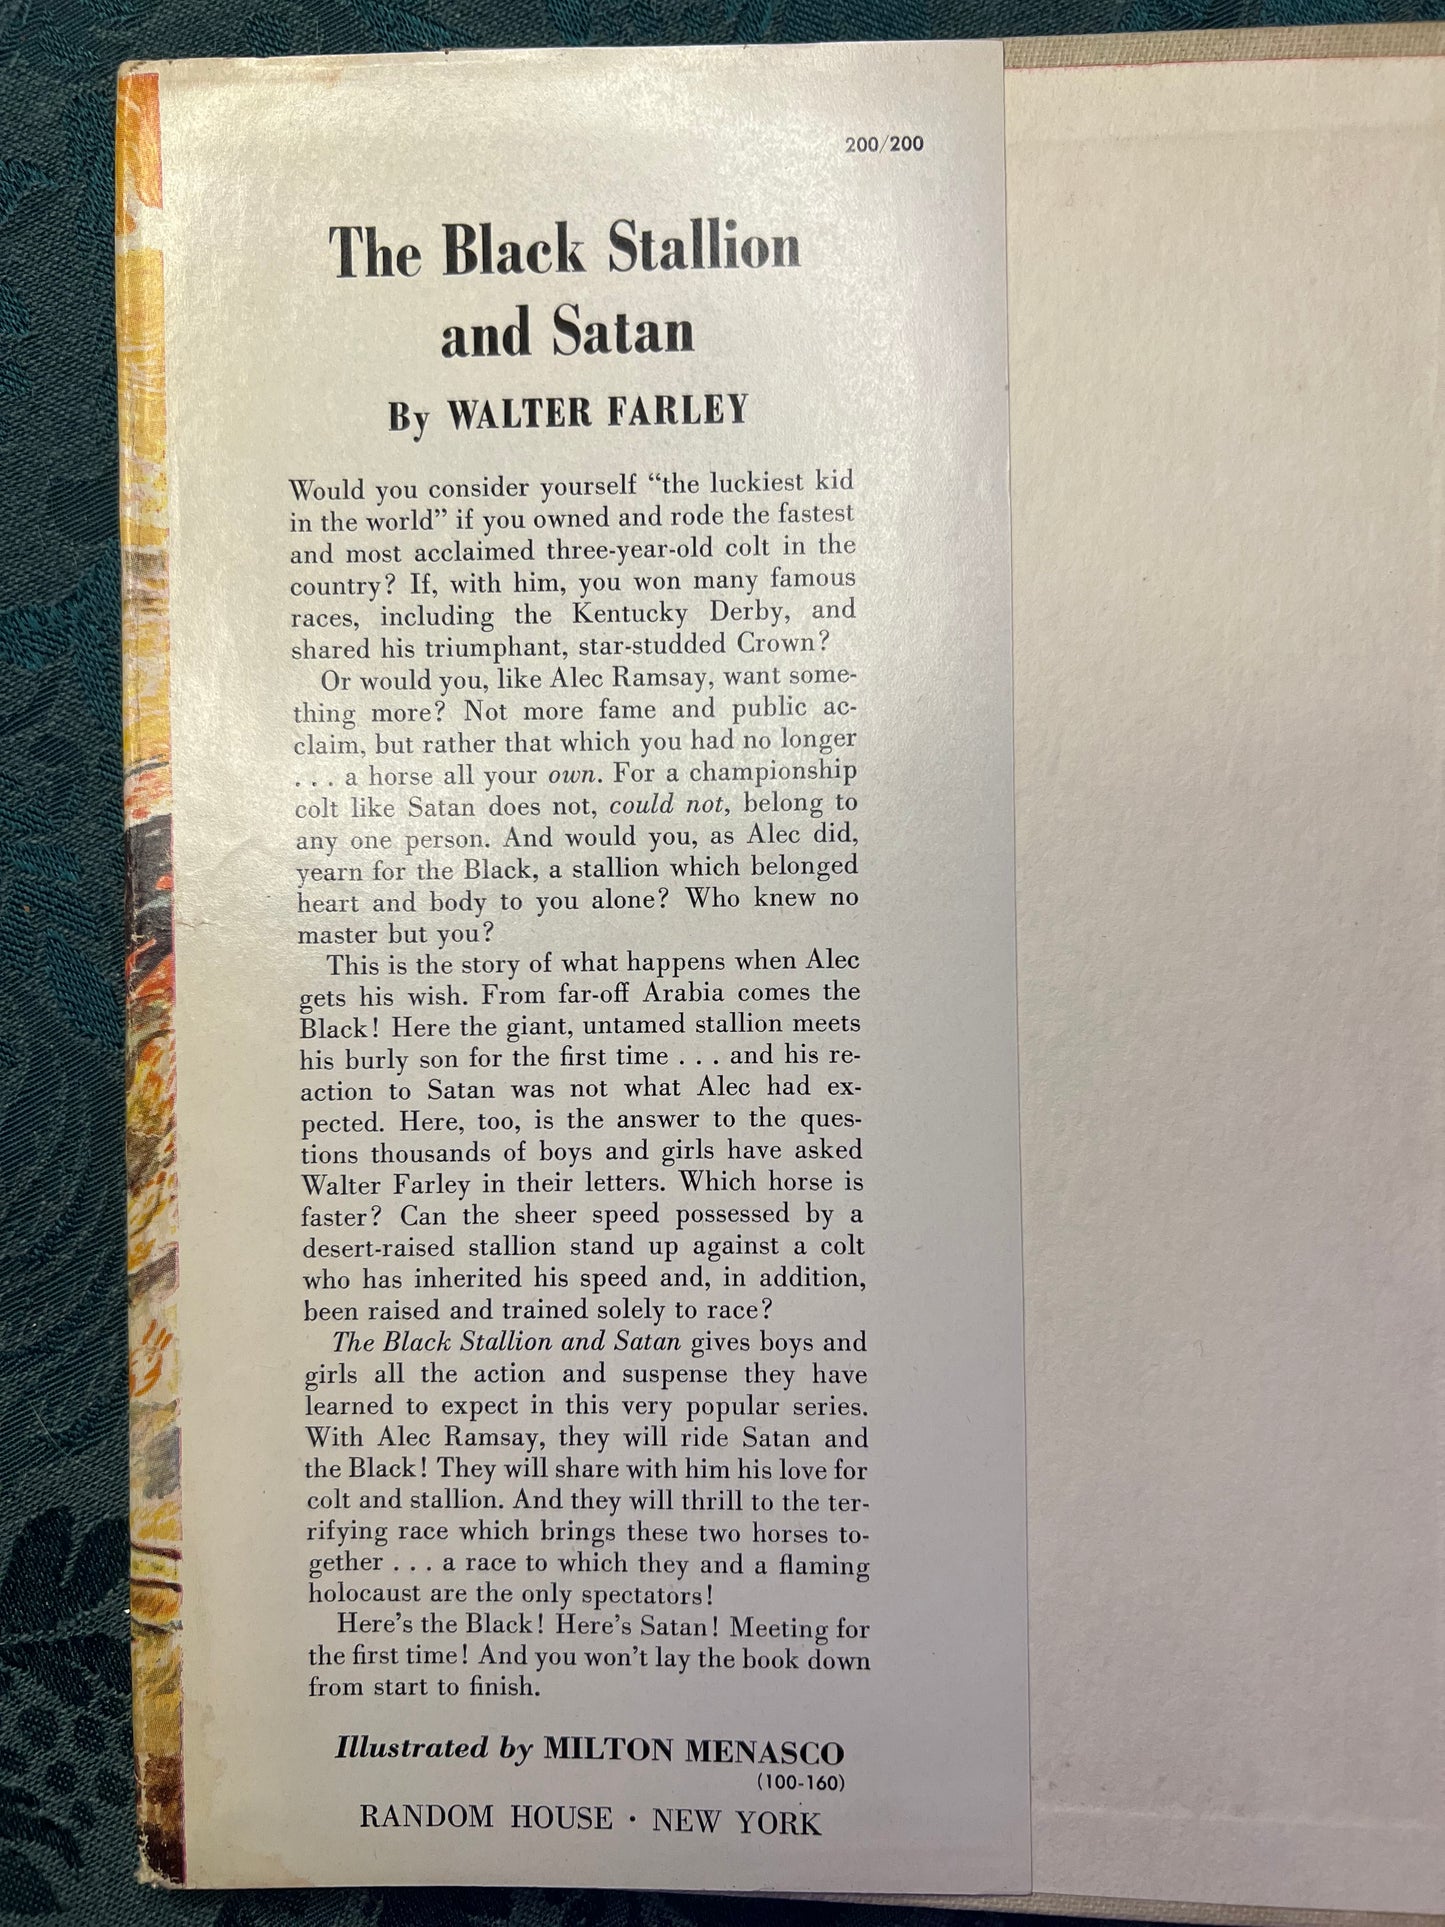 200/200
The Black Stallion
and Satan
By WALTER FARLEY
Would you consider yourself “the luckiest kid
in the world” if you owned and rode the fastest
and most acclaimed three-year-old colt in the
country? If, with him, you won many famous
races, including the Kentucky Derby, and
shared his triumphant, star-studded Crown?
Or would you, like Alec Ramsay, want some-
thing more? Not more fame and public ac-
claim, but rather that which you had no longer
. . . a horse all your own. For a championship
colt like Satan does not, could not, belong to
any one person. And would you, as Alec did,
yearn for the Black, a stallion which belonged
heart and body to you alone? Who knew no
master but you?
This is the story of what happens when Alec
gets his wish. From far-off Arabia comes the
Black! Here the giant, untamed stallion meets
his burly son for the first time . . . and his re-
action to Satan was not what Alec had ex-
pected. Here, too, is the answer to the ques-
tions thousands of boys and girls have asked
Walter Farley in their letters. Which horse is
faster? Can the sheer speed possessed by a
desert-raised stallion stand up against a colt
who has inherited his speed and, in addition,
been raised and trained solely to race?
The Black Stallion and Satan gives boys and
girls all the action and suspense they have
learned to expect in this very popular series.
With Alec Ramsay, they will ride Satan and
the Black! They will share with him his love for
colt and stallion. And they will thrill to the ter-
rifying race which brings these two horses to-
gether . . . a race to which they and a flaming
holocaust are the only spectators!
Here’s the Black! Here’s Satan! Meeting for
the first time! And you won’t lay the book down
from start to finish.
Illustrated by MILTON MENASCO
(100-160)
RANDOM HOUSE · NEW YORK